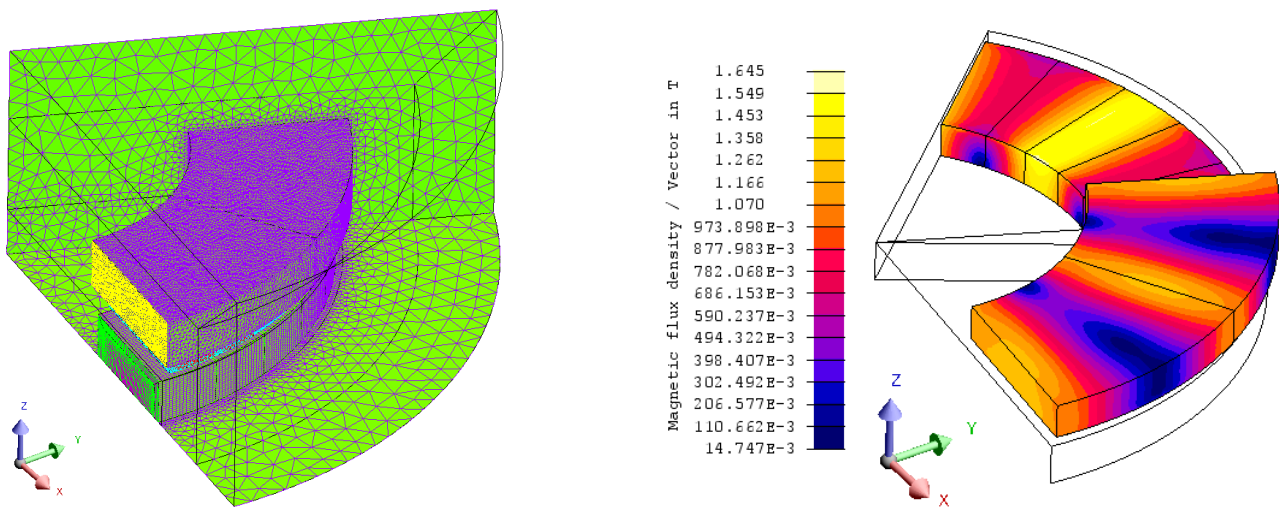 Z
Y
X
Magnetic flux density / Vector in T
1.645
1.549
1.453
1.358
1.262
1.166
1.070
973.898E-3
877.983E-3
782.068E-3
686.153E-3
590.237E-3
494.322E-3
398.407E-3
302.492E-3
206.577E-3
110.662E-3
14.747E-3
Z
Y
X